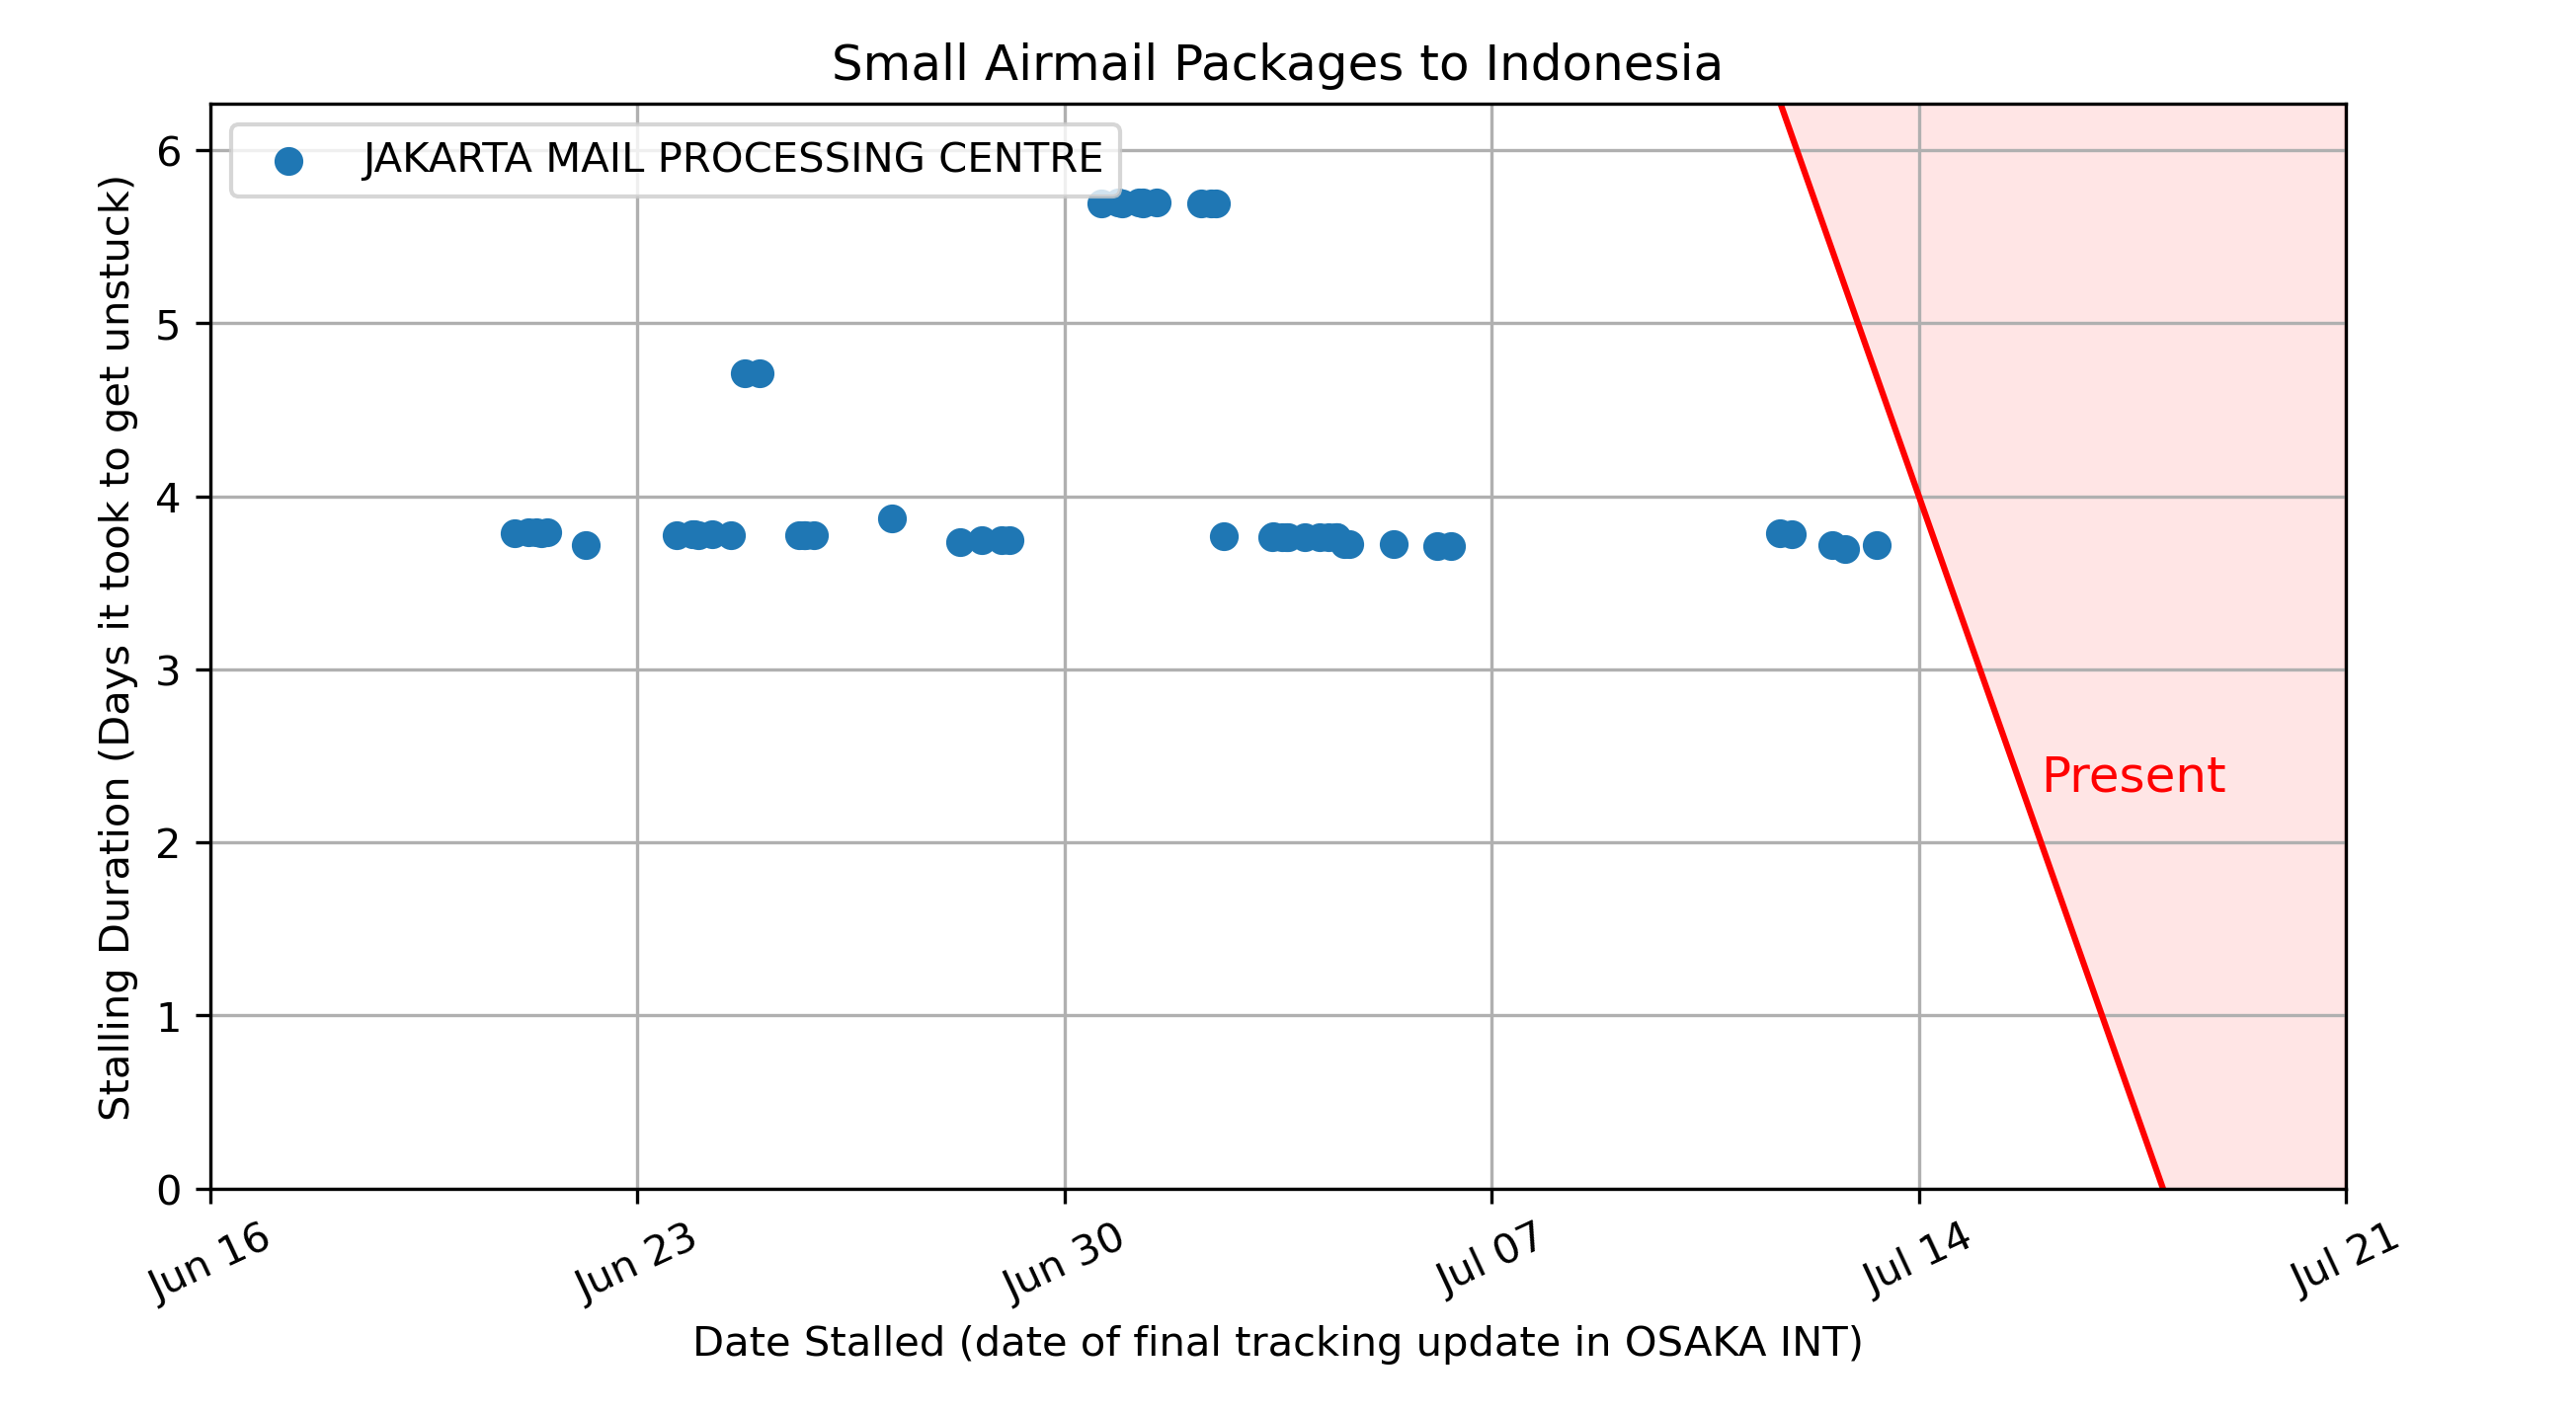 Small Airmail Packages to Indonesia
JAKARTA MAIL PROCESSING CENTRE
Stalling Duration (Days it took to get unstuck)
6
5
4
3
2
1
0
Present
Jun 16
Jun 23
Jun 30
Jul 07
Jul 14
Jul 21
Date Stalled (date of final tracking update in OSAKA INT)